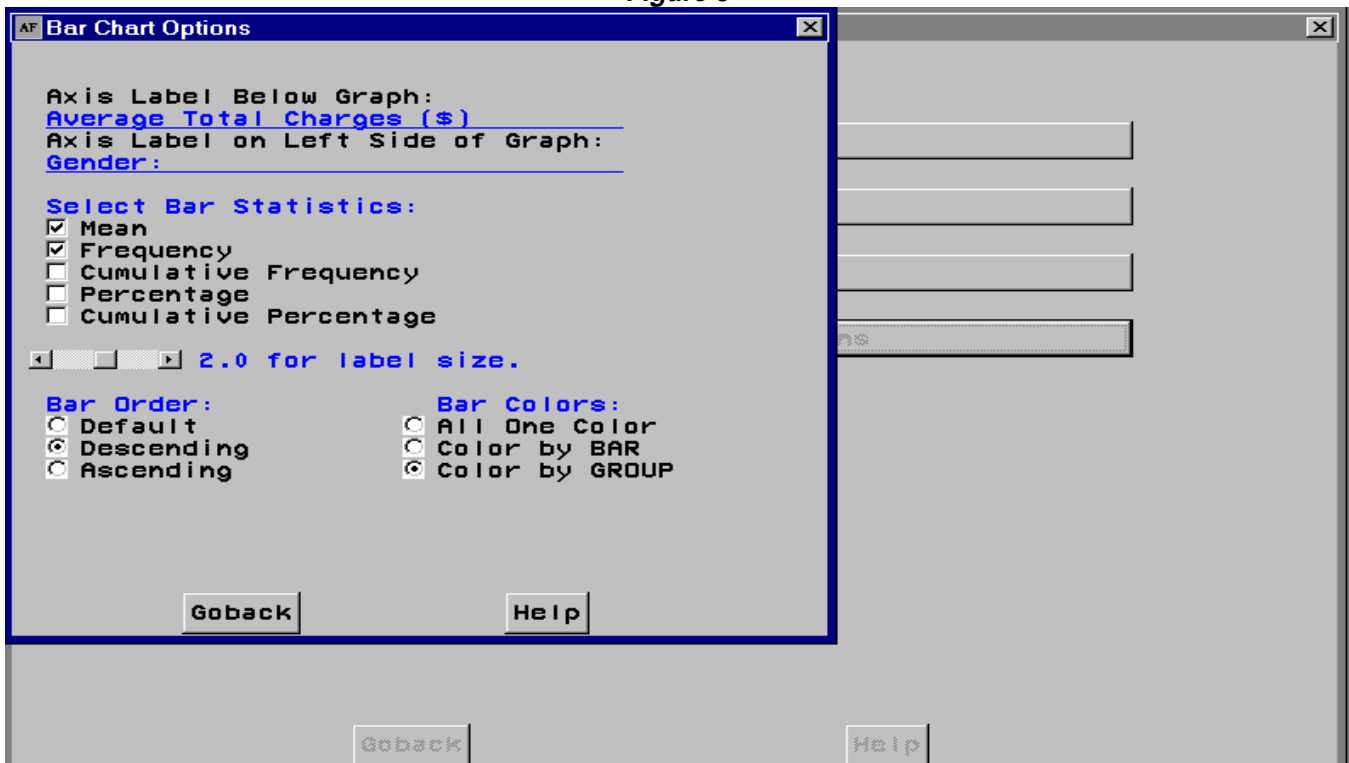 AF Bar Chart Options
Axis Label Below Graph:
Average Total Charges ($)
Axis Label on Left Side of Graph:
Gender:
Select Bar Statistics:
Mean
Frequency
Cumulative Frequency
Percentage
Cumulative Percentage
2.0 for label size.
Bar Order:
Default
Descending
Ascending
Bar Colors:
All One Color
Color by BAR
Color by GROUP
Goback
Help
ns
Goback
Help